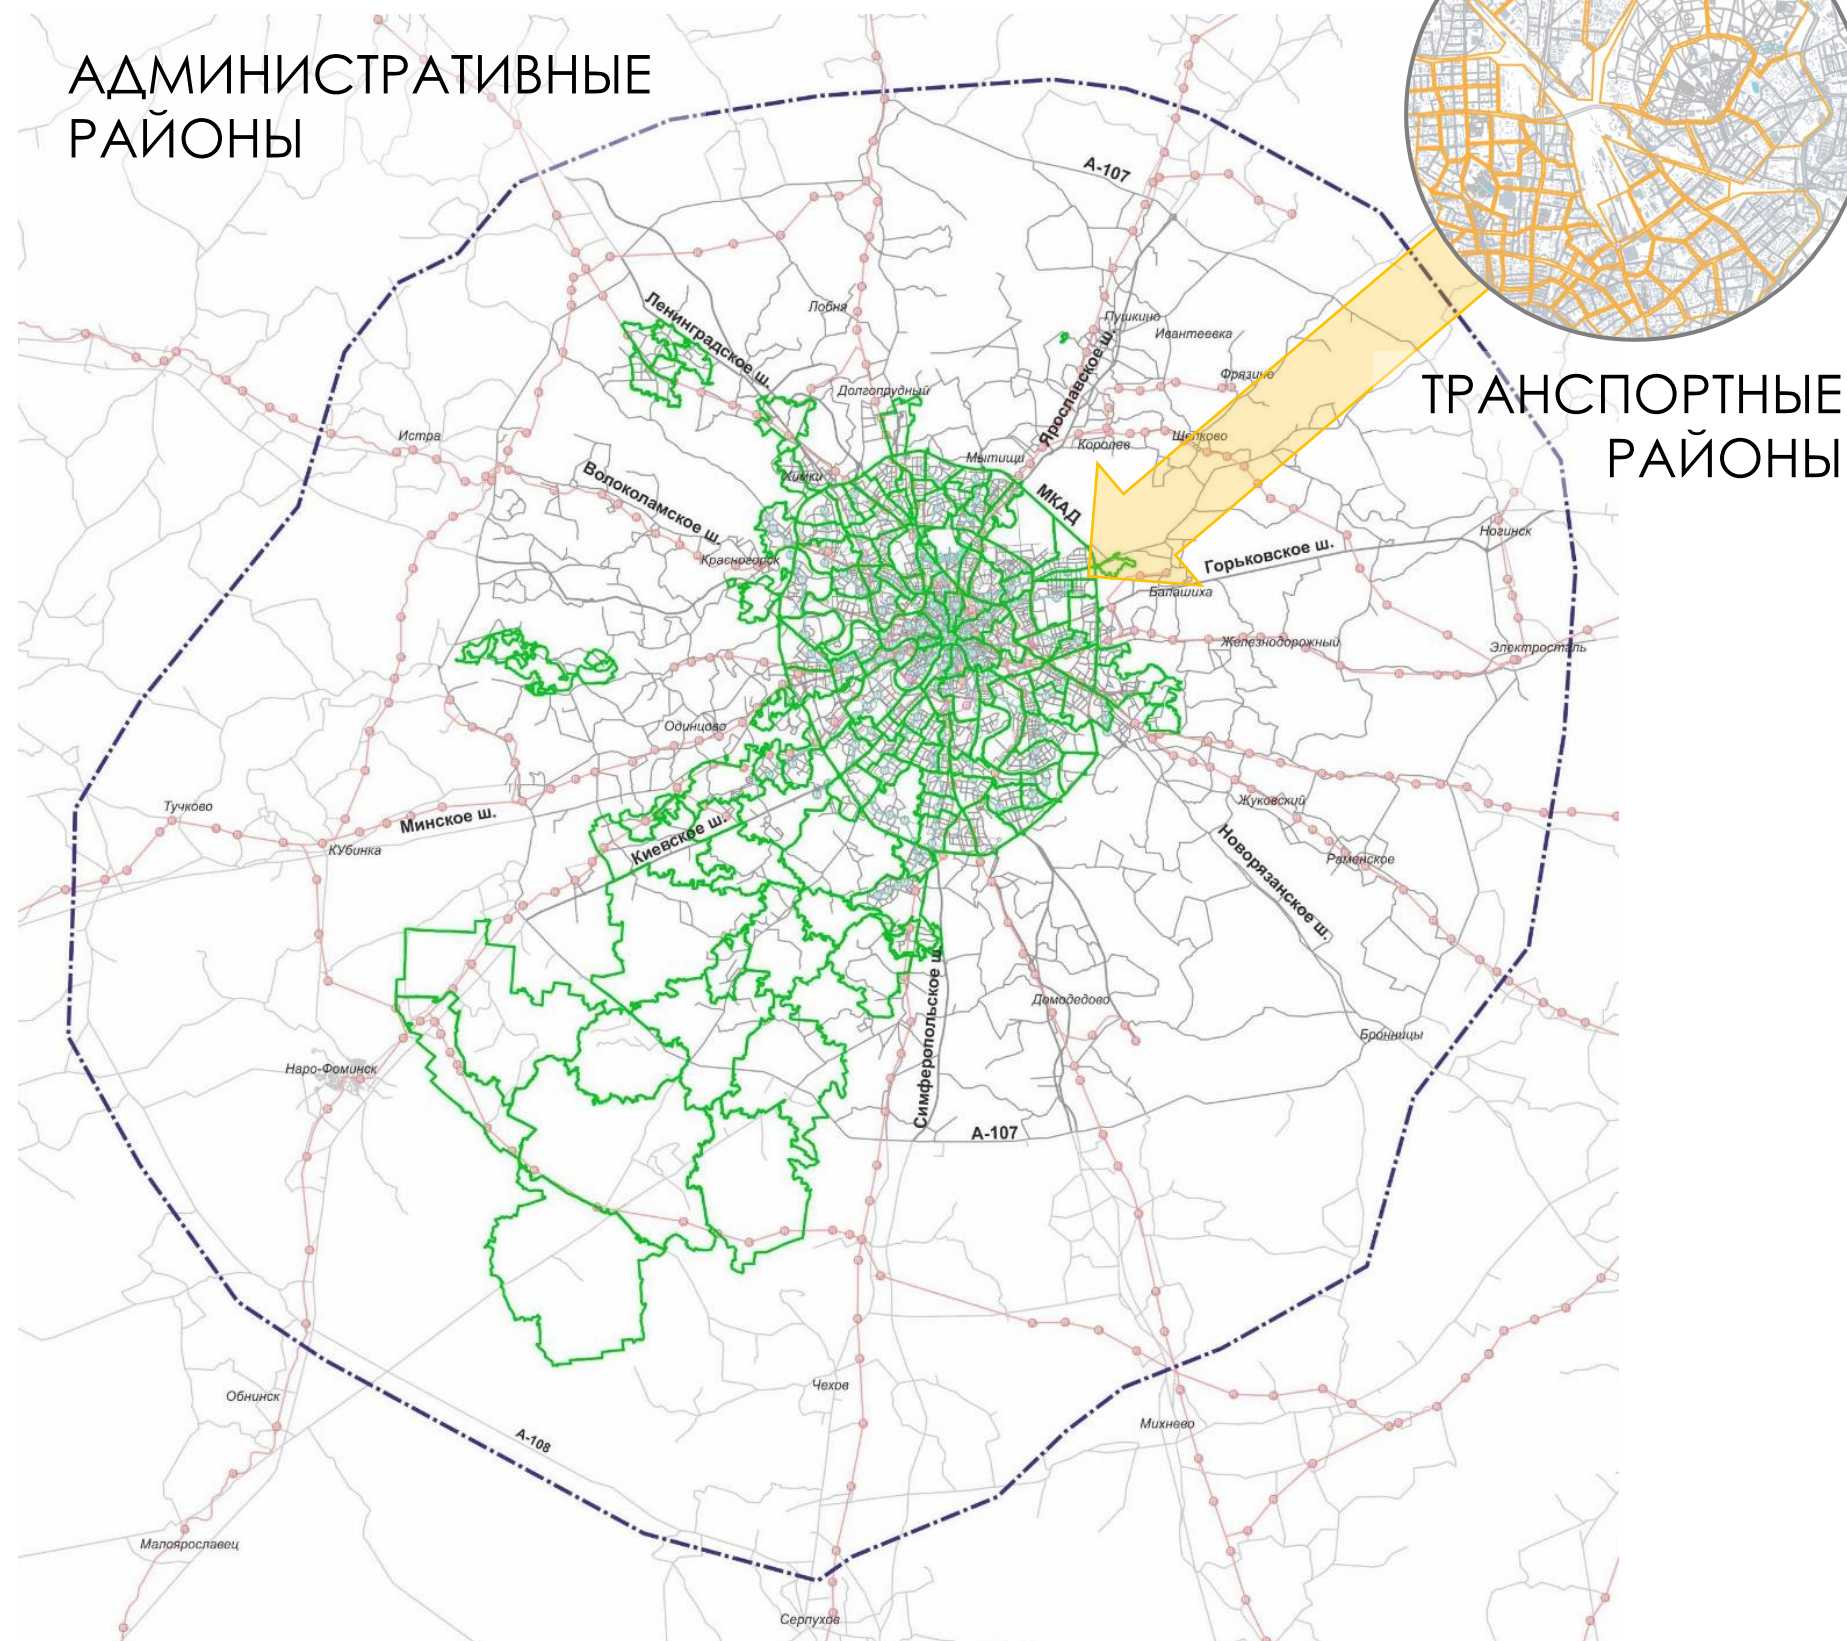 АДМИНИСТРАТИВНЫЕ
РАЙОНЫ
А-107
Ленинградское ш.
Лобня
Пушкино
Ивантеевка
Ярославское ш.
Фрязино
ТРАНСПОРТНЫЕ
РАЙОНЫ
Долгопрудный
Истра
Королев
Щелково
Мытищи
Химки
Волоколамское ш.
МКАД
Ногинск
Красногорск
Горьковское ш.
Балашиха
Железнодорожный
Электросталь
Одинцово
Тучково
Минское ш.
Жуковский
КУбинка
Киевское ш.
Новорязанское ш.
Раменское
Симферопольское ш.
Домодедово
Бронницы
Наро-Фоминск
А-107
Чехов
Обнинск
Михнево
А-108
Малоярославец
Серпухов